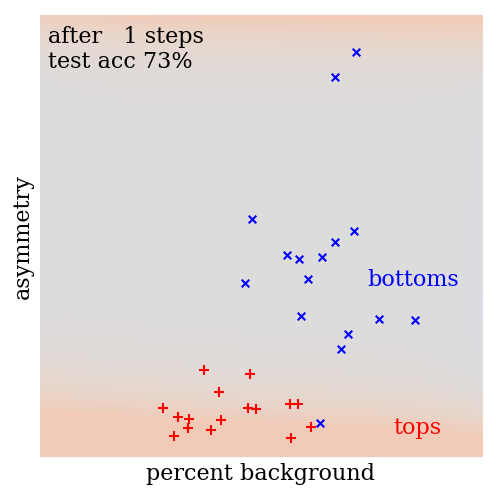 after 1 steps
test acc 73%
asymmetry
bottoms
tops
percent background